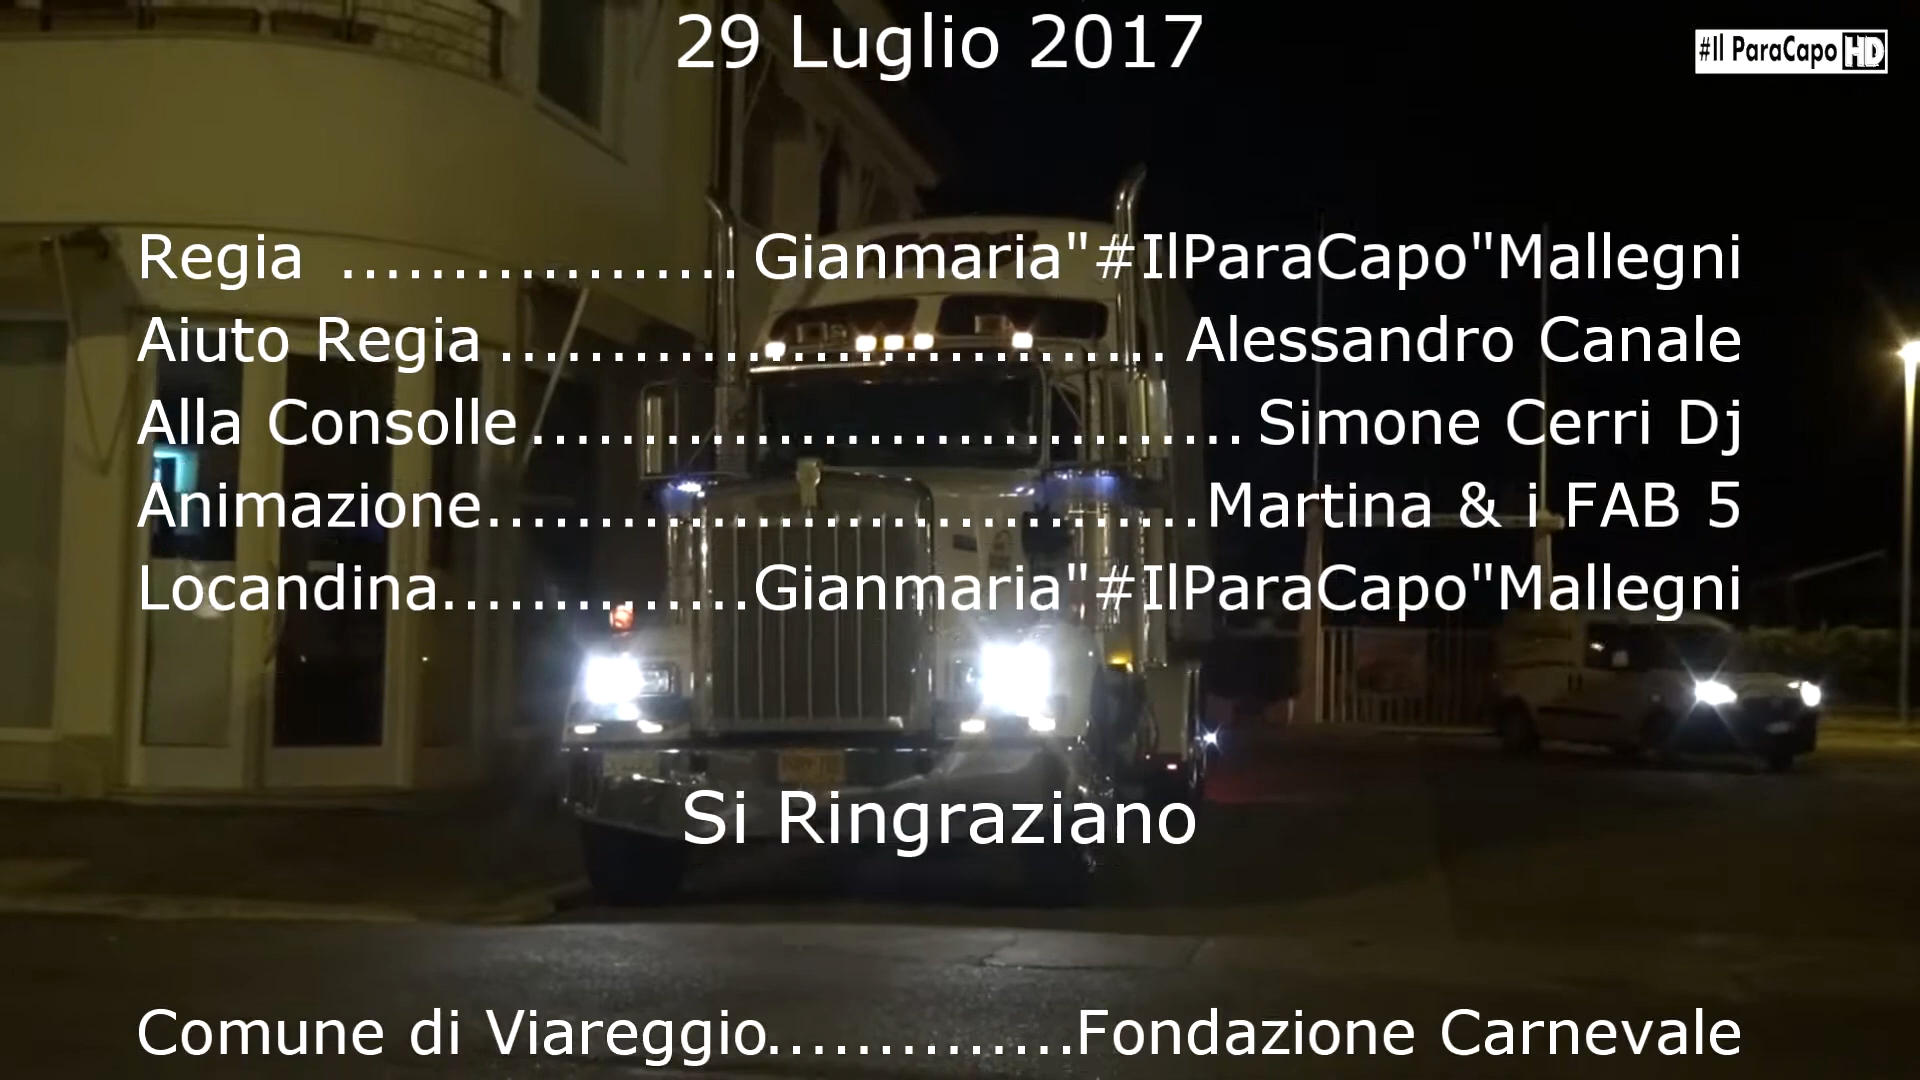 29 Luglio 2017
#Il ParaCapo HD
Regia .................. Gianmaria"#IlParaCapo"Mallegni
Aiuto Regia .............................. Alessandro Canale
Alla Consolle ................................ Simone Cerri Dj
Animazione................................Martina & i FAB 5
Locandina..............Gianmaria"#IlParaCapo"Mallegni
Si Ringraziano
Comune di Viareggio..............Fondazione Carnevale